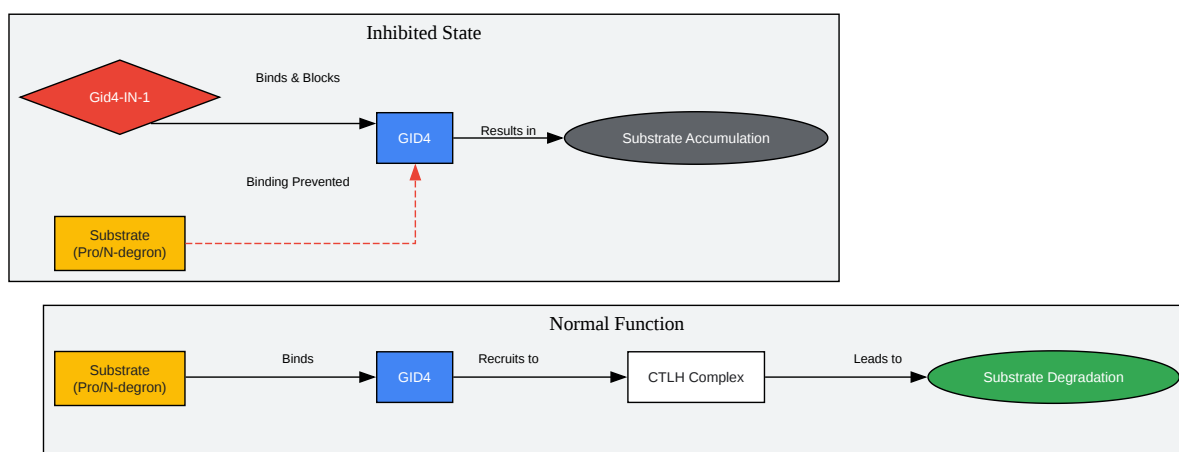 Inhibited State
Binds & Blocks
Gid4-IN-1
GID4
Results in
Substrate Accumulation
Binding Prevented
Substrate
(Pro/N-degron)
Normal Function
Substrate
(Pro/N-degron)
Binds
GID4
Recruits to
CTLH Complex
Leads to
Substrate Degradation